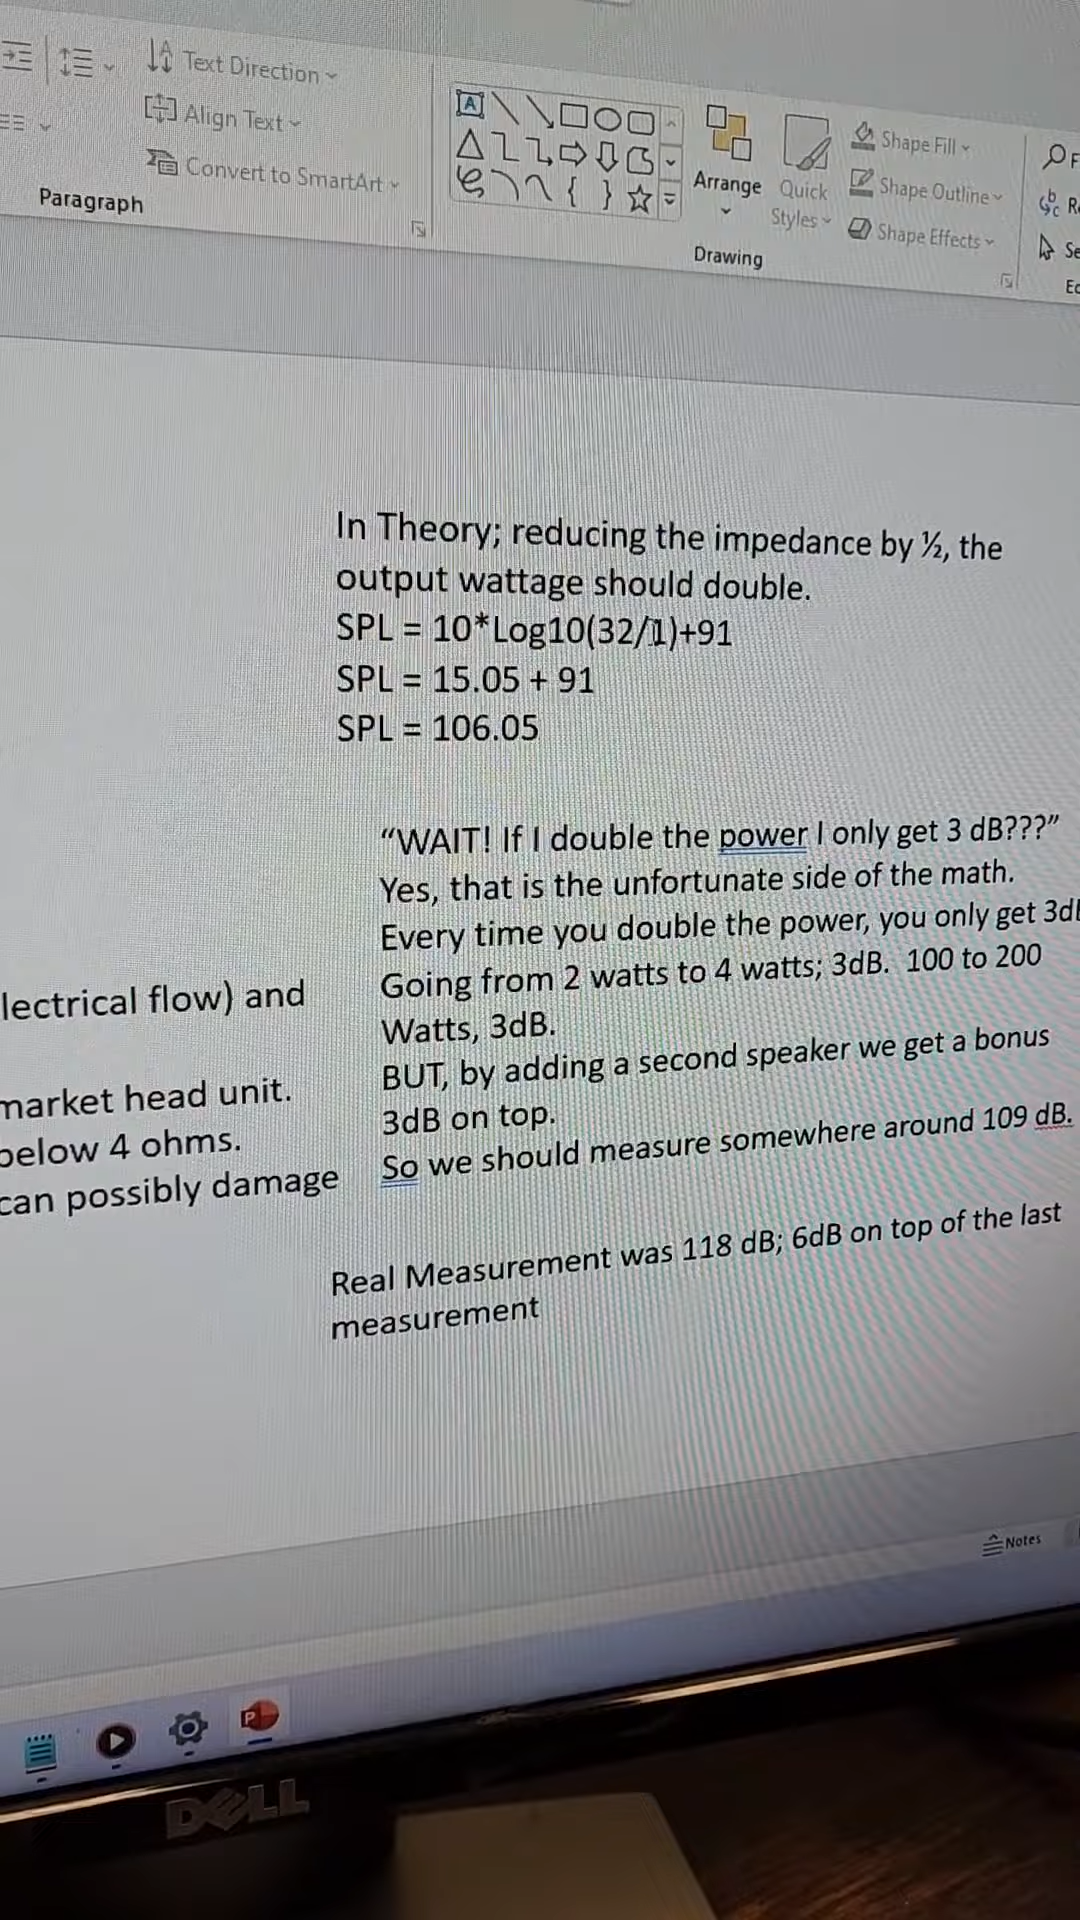 Text Direction
Align Text
Convert to SmartArt
Paragraph
Arrange
Quick
Styles
Shape Fill
Shape Outline
Shape Effects
Drawing
In Theory; reducing the impedance by ½, the
output wattage should double.
SPL = 10*Log10(32/1)+91
SPL = 15.05 + 91
SPL = 106.05
"WAIT! If I double the power I only get 3 dB???"
Yes, that is the unfortunate side of the math.
Every time you double the power, you only get 3d
Going from 2 watts to 4 watts; 3dB. 100 to 200
Watts, 3dB.
BUT, by adding a second speaker we get a bonus
3dB on top.
So we should measure somewhere around 109 dB.
lectrical flow) and
market head unit.
below 4 ohms.
can possibly damage
Real Measurement was 118 dB; 6dB on top of the last
measurement
Notes
DELL